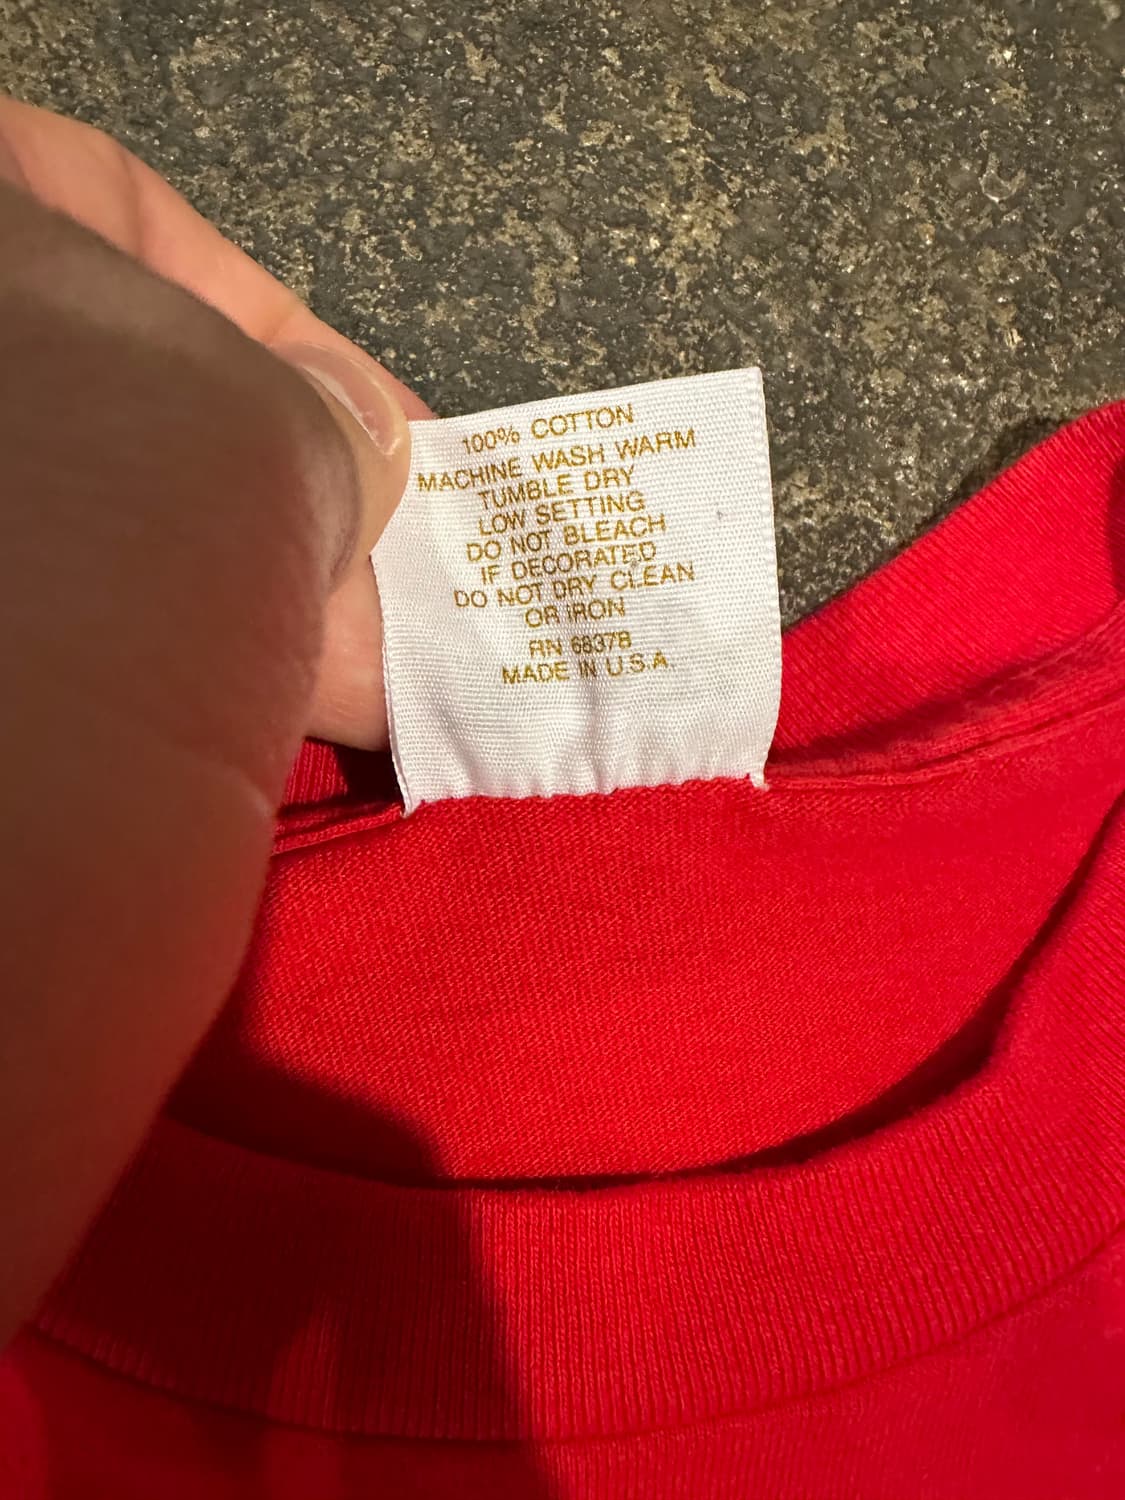 100% COTTON
MACHINE WASH WARM
TUMBLE DRY
LOW SETTING
DO NOT BLEACH
IF DECORATED
DO NOT DRY CLEAN
OR IRON
RN 68378
MADE IN U.S.A.